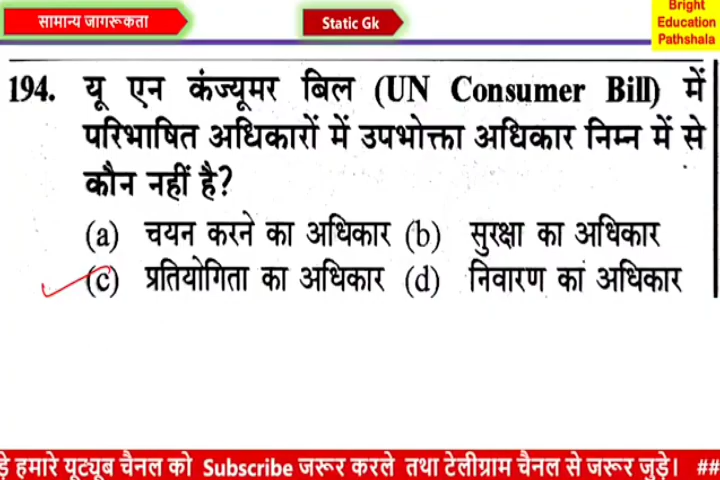 सामान्य जागरूकता
Static Gk
Bright
Education
Pathshala
194. यू एन कंज्यूमर बिल (UN Consumer Bill) में
परिभाषित अधिकारों में उपभोक्ता अधिकार निम्न में से
कौन नहीं है?
(a) चयन करने का अधिकार (b) सुरक्षा का अधिकार
(c) प्रतियोगिता का अधिकार (d) निवारण का अधिकार
ड़े हमारे यूट्यूब चैनल को Subscribe जरूर करले तथा टेलीग्राम चैनल से जरूर जुड़े। ##